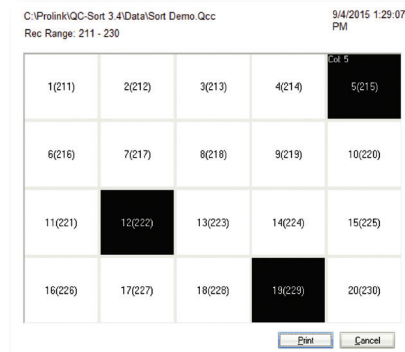 C:\Prolink\QC-Sort 3.4\Data\Sort Demo.Qcc
9/4/2015 1:29:07
PM
Rec Range: 211 - 230
Col: 5
1(211) 2(212) 3(213) 4(214) 5(215)
6(216) 7(217) 8(218) 9(219) 10(220)
11(221) 12(222) 13(223) 14(224) 15(225)
16(226) 17(227) 18(228) 19(229) 20(230)
Print Cancel